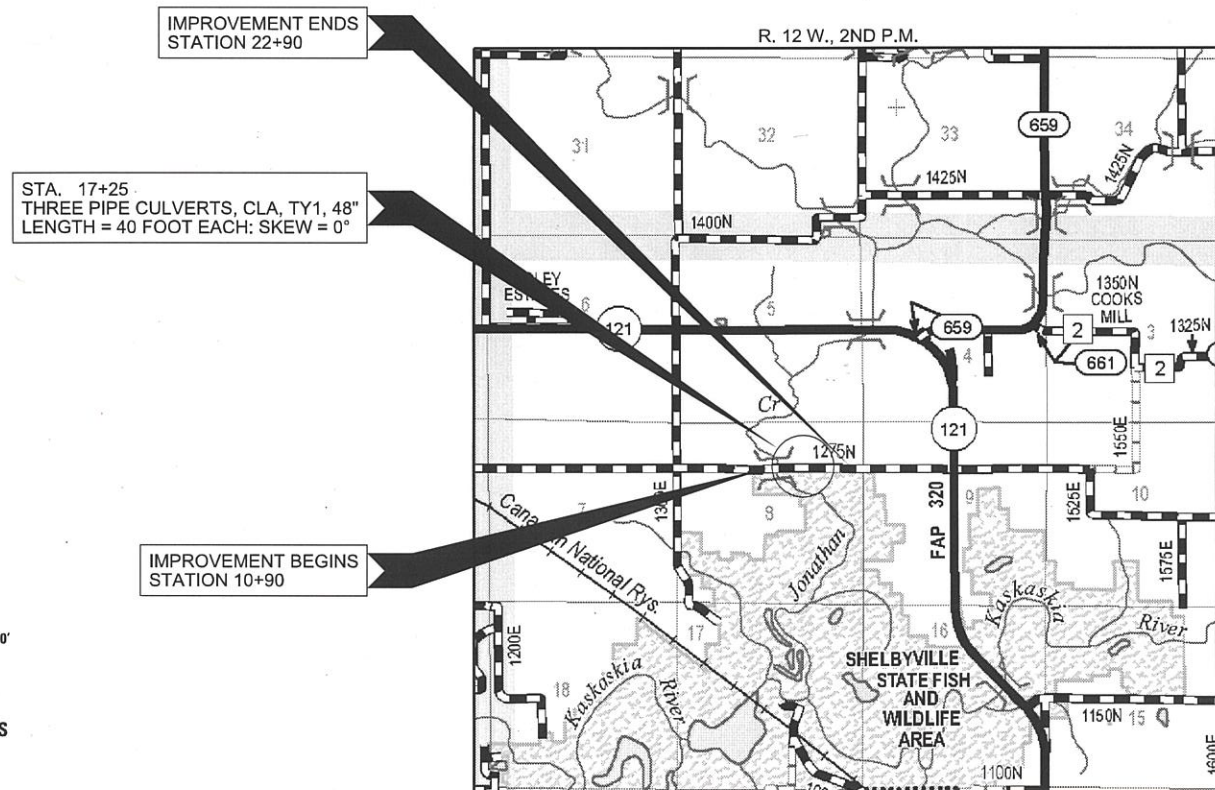 IMPROVEMENT ENDS
STATION 22+90
R. 12 W., 2ND P.M.
STA. 17+25
THREE PIPE CULVERTS, CLA, TY1, 48"
LENGTH = 40 FOOT EACH: SKEW = 0°
IMPROVEMENT BEGINS
STATION 10+90
31
32
33
34
659
1425N
1425N
1400N
6
5
121
659
4
1350N
COOKS
MILL
2
3
1325N
661
2
Cr
121
1550E
1275N
7
8
FAP 320
9
1525E
10
1575E
National Rys.
Jonathan
17
16
Kaskaskia
River
1200E
18
Kaskaskia
River
SHELBYVILLE
STATE FISH
AND
WILDLIFE
AREA
1150N
15
1100N
1600E
0'
S